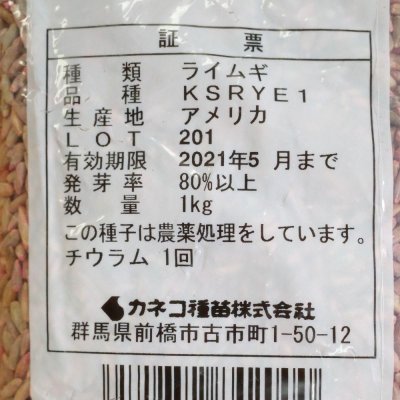 証 票
種 類 ライムギ
品 種 KSRYE1
生 産 地 アメリカ
LOT 201
有効期限 2021年5 月まで
発 芽 率 80%以上
数 量 1kg
この種子は農薬処理をしています。
チウラム 1回
カネコ種苗株式会社
群馬県前橋市古市町1-50-12